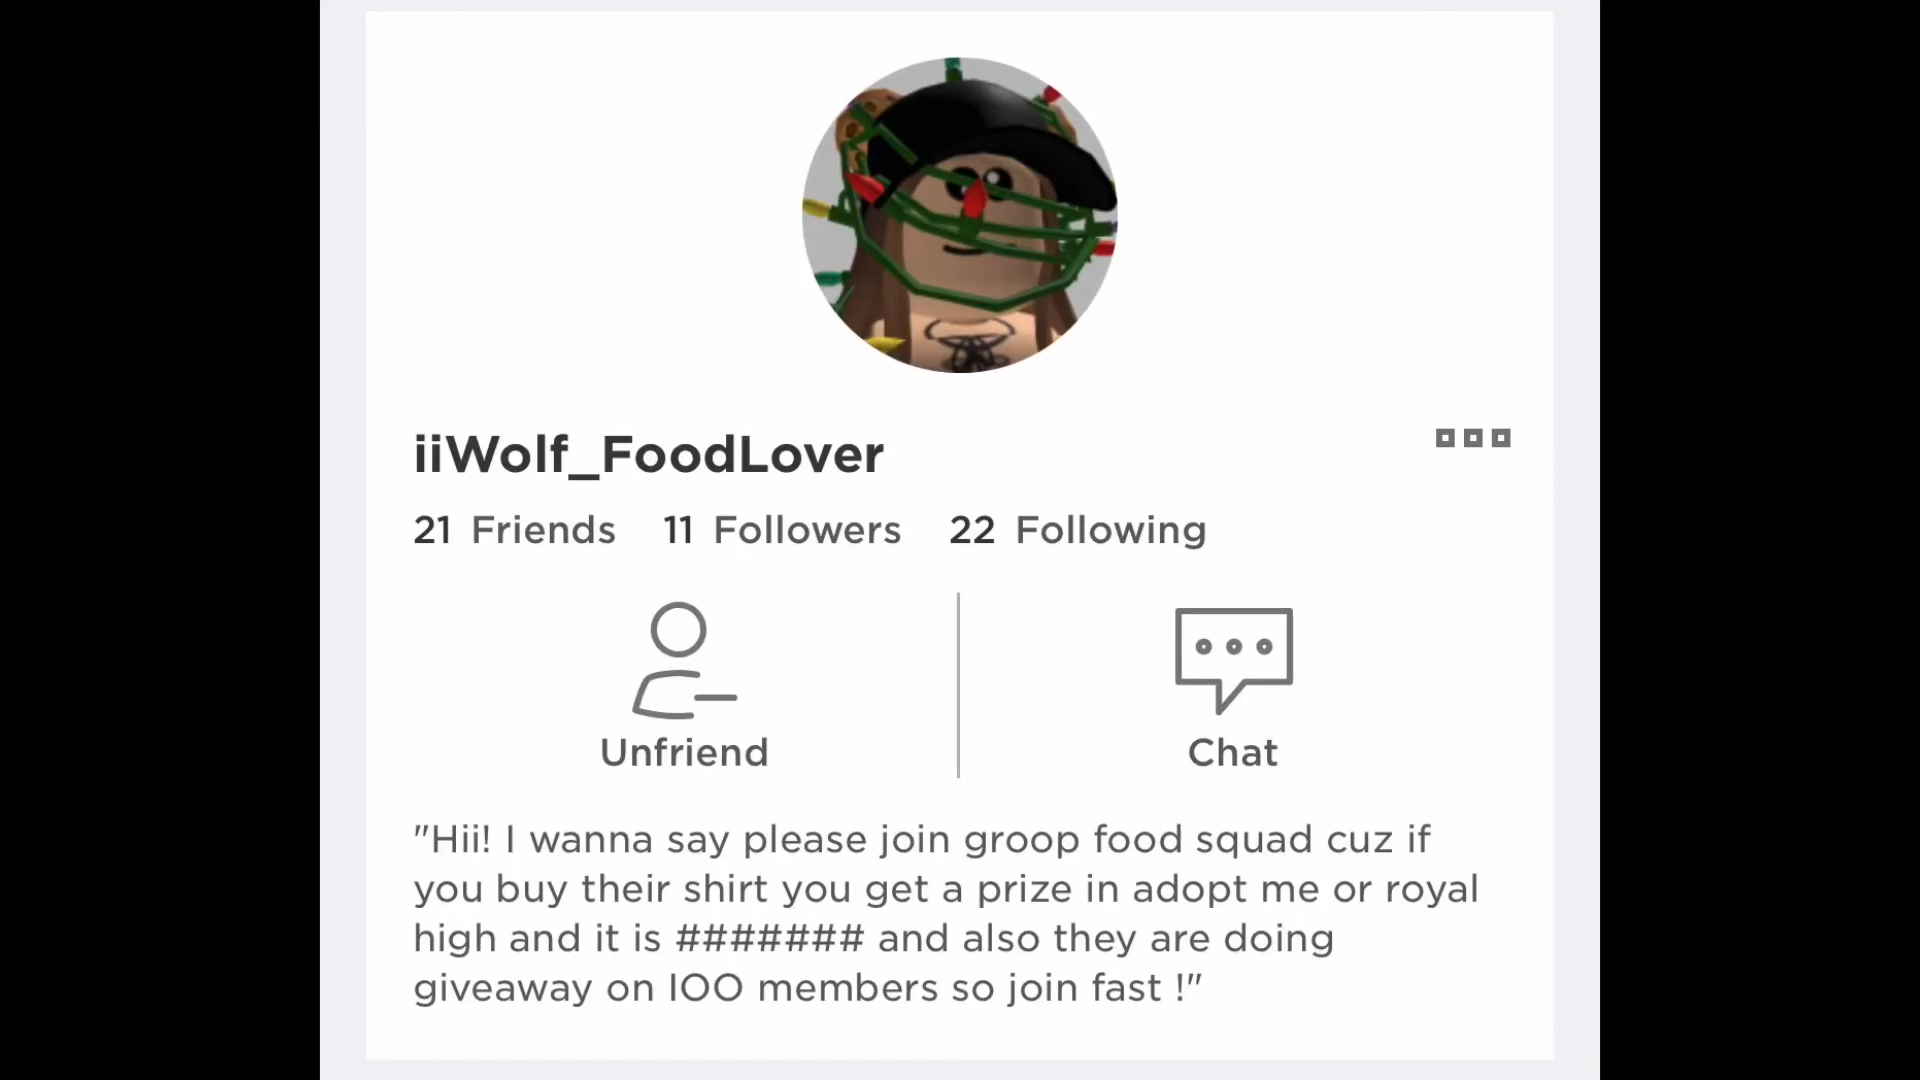 iiWolf_FoodLover
21 Friends 11 Followers 22 Following
Unfriend Chat
"Hii! I wanna say please join groop food squad cuz if
you buy their shirt you get a prize in adopt me or royal
high and it is ####### and also they are doing
giveaway on IOO members so join fast !"